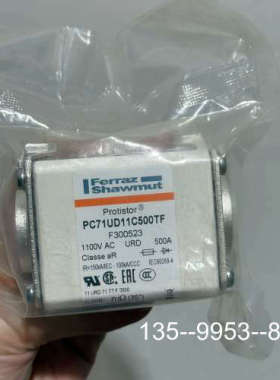 Ferraz
Shawmut
Protistor®
PC71UD11C500TF
F300523
1100V AC URD 500A
Classe aR
135--9953--8